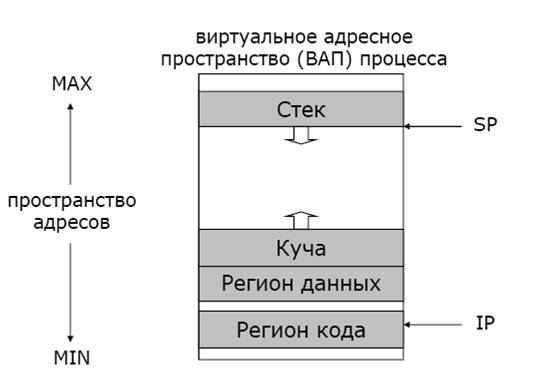 виртуальное адресное
пространство (ВАП) процесса
MAX
Стек
SP
пространство
адресов
Куча
Регион данных
Регион кода
IP
MIN